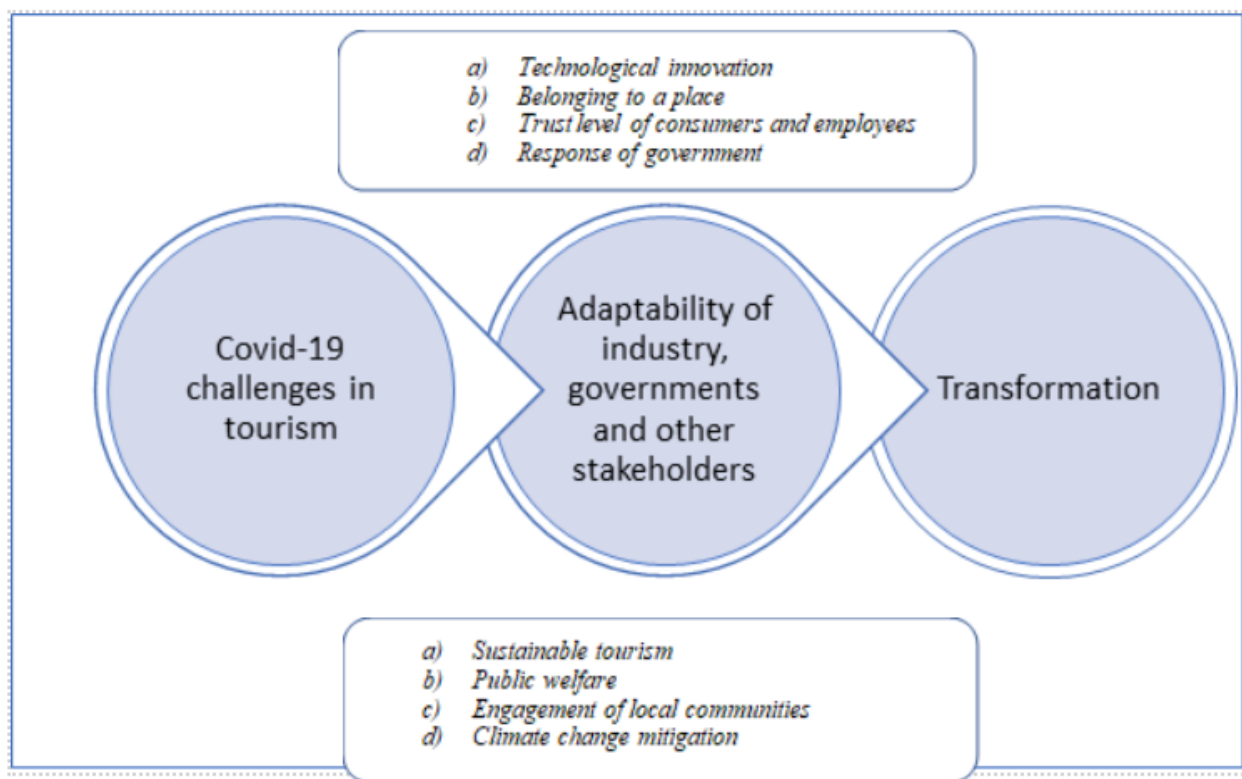 a) Technological innovation
b) Belonging to a place
c) Trust level of consumers and employees
d) Response of government
Covid-19
challenges in
tourism
Adaptability of
industry,
governments
and other
stakeholders
Transformation
a) Sustainable tourism
b) Public welfare
c) Engagement of local communities
d) Climate change mitigation